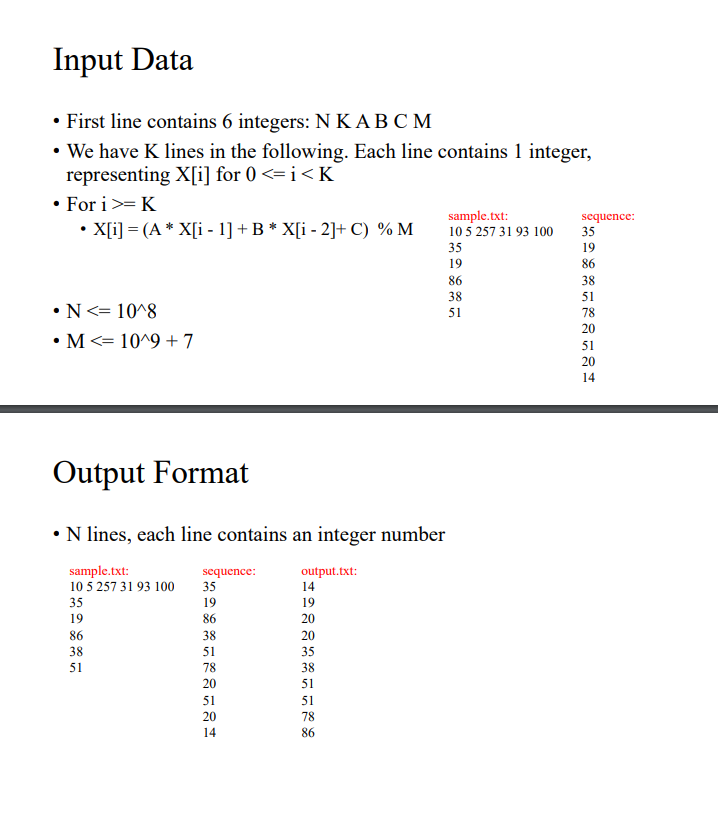 Input Data
• First line contains 6 integers: N K A B C M
• We have K lines in the following. Each line contains 1 integer,
representing X[i] for 0 <= i < K
• For i >= K
• X[i] = (A * X[i - 1] + B * X[i - 2]+ C) % M
• N <= 10^8
• M <= 10^9 + 7
sample.txt:
10 5 257 31 93 100
35
19
86
38
51
sequence:
35
19
86
38
51
78
20
51
20
14
Output Format
• N lines, each line contains an integer number
sample.txt:
10 5 257 31 93 100
35
19
86
38
51
sequence:
35
19
86
38
51
78
20
51
20
14
output.txt:
14
19
20
20
35
38
51
51
78
86